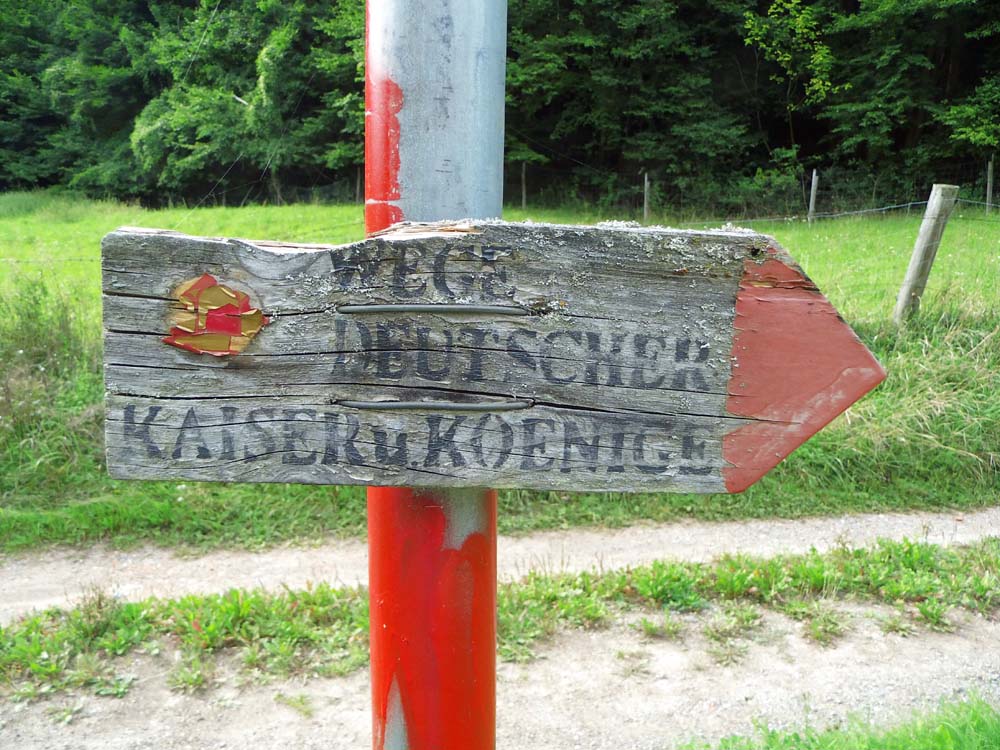 WEGE
DEUTSCHER
KAISER u. KOENIGE